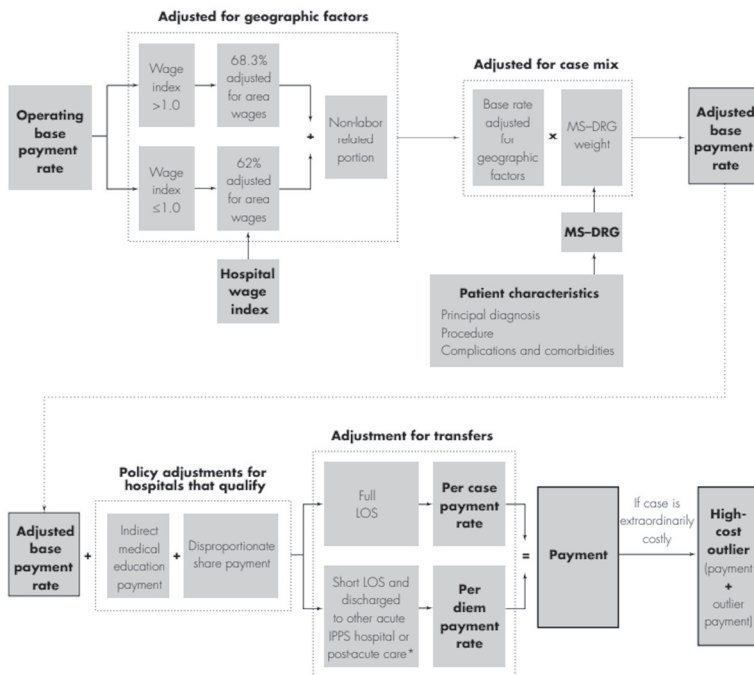 Adjusted for geographic factors
Operating
base
payment
rate
Wage
index
>1.0
68.3%
adjusted
for area
wages
Wage
index
≤1.0
62%
adjusted
for area
wages
+
Non-labor
related
portion
Hospital
wage
index
Adjusted for case mix
Base rate
adjusted
for
geographic
factors
x
MS–DRG
weight
MS–DRG
Patient characteristics
Principal diagnosis
Procedure
Complications and comorbidities
Adjusted
base
payment
rate
Adjusted
base
payment
rate
+
Policy adjustments for
hospitals that qualify
Indirect
medical
education
payment
+
Disproportionate
share payment
Adjustment for transfers
Full
LOS
Per case
payment
rate
Short LOS and
discharged
to other acute
IPPS hospital or
post-acute care*
Per
diem
payment
rate
=
Payment
If case is
extraordinarily
costly
High-
cost
outlier
(payment
+
outlier
payment)